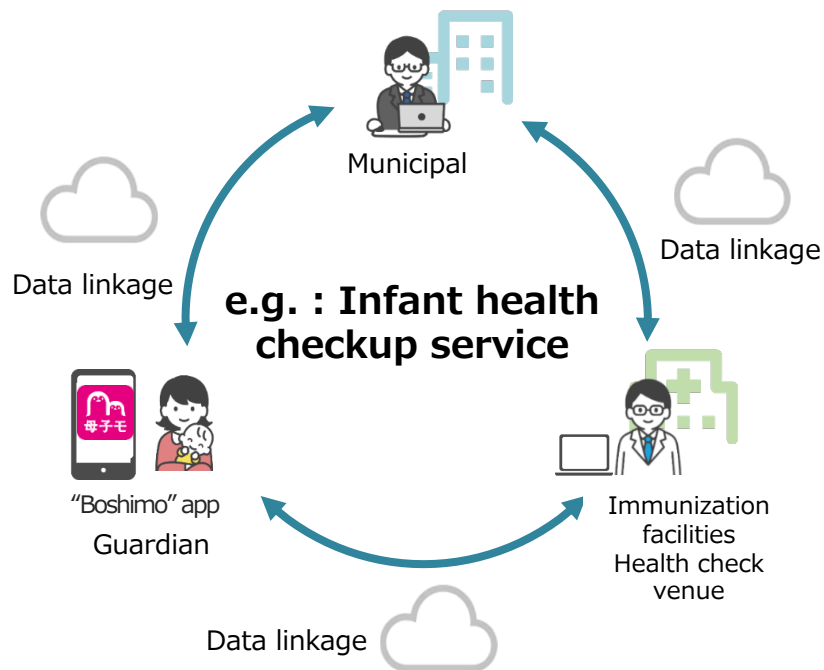 Municipal
Data linkage
Data linkage
e.g. : Infant health
checkup service
母子モ
“Boshimo” app
Guardian
Immunization
facilities
Health check
venue
Data linkage